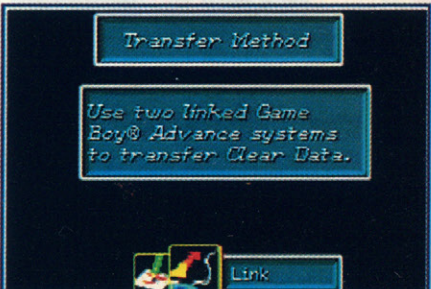 Transfer Method
Use two linked Game
Boy® Advance systems
to transfer Clear Data.
Link